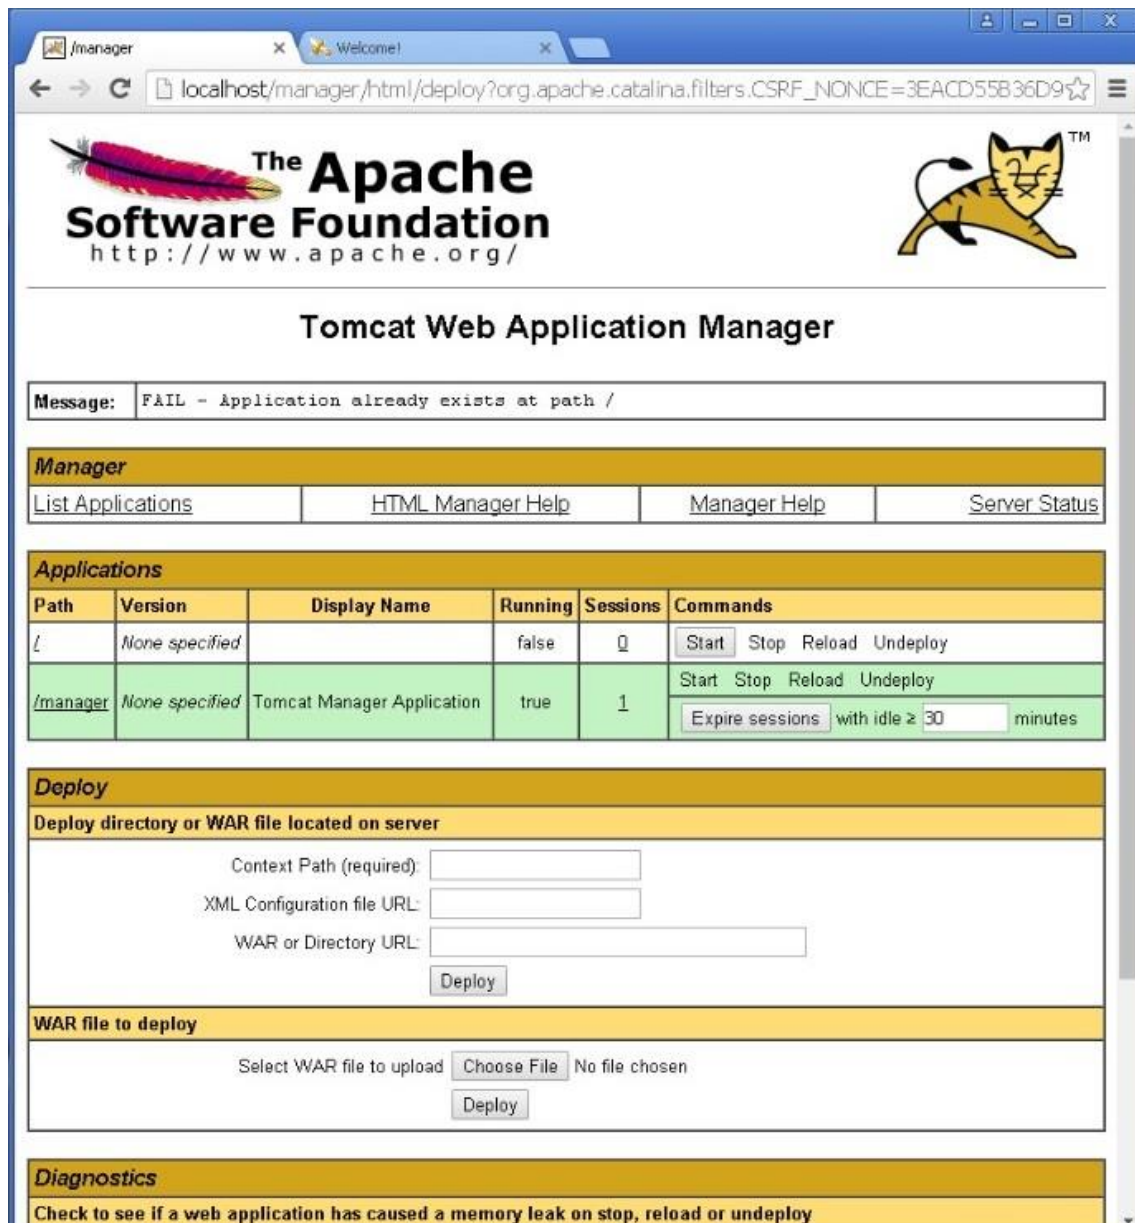 /manager
Welcome!
localhost/manager/html/deploy?org.apache.catalina.filters.CSRF_NONCE=3EACD55B36D9
The Apache
Software Foundation
http://www.apache.org/
TM
Tomcat Web Application Manager
Message: FAIL - Application already exists at path /
Manager
List Applications HTML Manager Help Manager Help Server Status
Applications
Path Version Display Name Running Sessions Commands
/ None specified false 0 Start Stop Reload Undeploy
/manager None specified Tomcat Manager Application true 1 Start Stop Reload Undeploy
Expire sessions with idle ≥ 30 minutes
Deploy
Deploy directory or WAR file located on server
Context Path (required):
XML Configuration file URL:
WAR or Directory URL:
Deploy
WAR file to deploy
Select WAR file to upload Choose File No file chosen
Deploy
Diagnostics
Check to see if a web application has caused a memory leak on stop, reload or undeploy